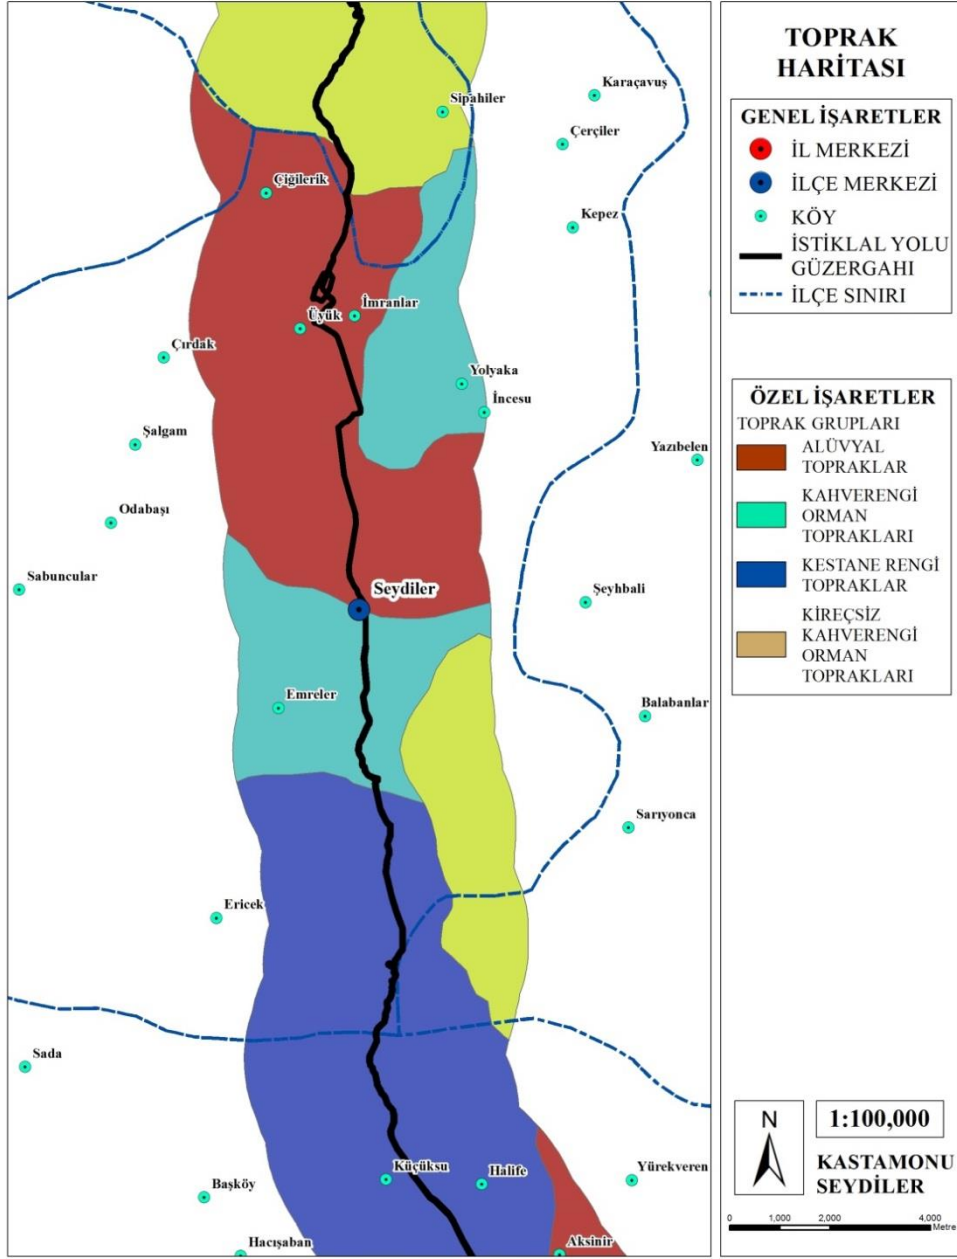 TOPRAK
HARİTASI
GENEL İŞARETLER
İL MERKEZİ
İLÇE MERKEZİ
KÖY
İSTİKLAL YOLU
GÜZERGAHI
İLÇE SINIRI
ÖZEL İŞARETLER
TOPRAK GRUPLARI
ALÜVYAL
TOPRAKLAR
KAHVERENGİ
ORMAN
TOPRAKLARI
KESTANE RENGİ
TOPRAKLAR
KİREÇSİZ
KAHVERENGİ
ORMAN
TOPRAKLARI
N
1:100,000
KASTAMONU
SEYDİLER
0 1,000 2,000 4,000
Metre
Karaçavuş
Sipahiler
Çerçiler
Çiğilerik
Kepez
İmranlar
Üyük
Çırdak
Yolyaka
İncesu
Şalgam
Yazıbelen
Odabaşı
Sabuncular
Seydiler
Şeyhbali
Emreler
Balabanlar
Sarıyonca
Ericek
Sada
Küçüksu
Halife
Yürekveren
Başköy
Hacışaban
Aksinir